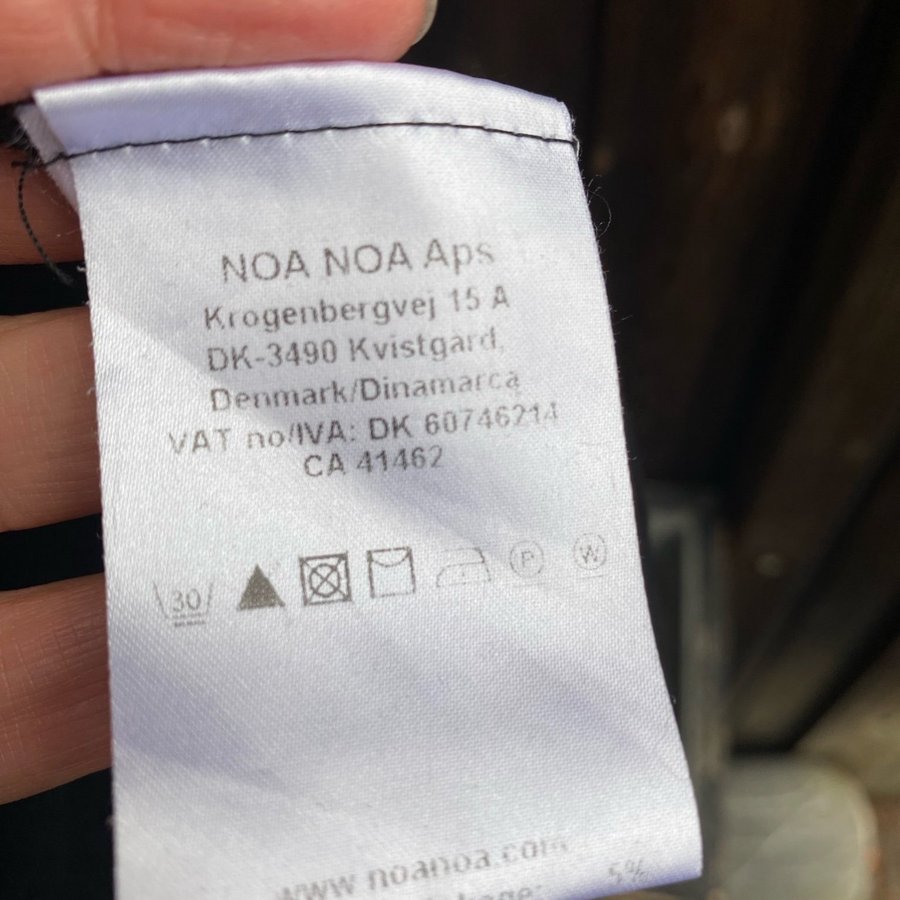 NOA NOA Aps
Krogenbergvej 15 A
DK-3490 Kvistgard,
Denmark/Dinamarca
VAT no/IVA: DK 60746214
CA 41462
30
P
W
www noanoa.com
5%